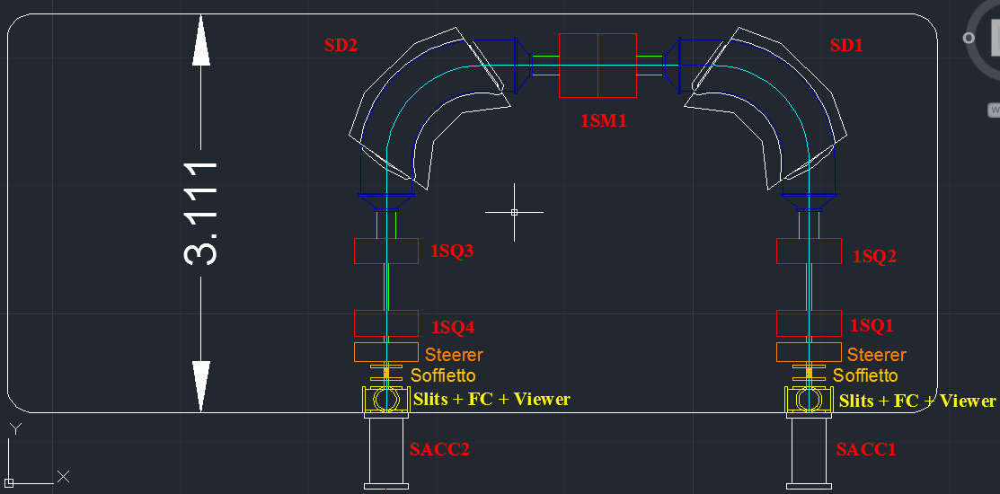 SD2
SD1
1SM1
3.111
1SQ3
1SQ2
1SQ4
1SQ1
Steerer
Steerer
Soffietto
Soffietto
Slits + FC + Viewer
Slits + FC + Viewer
SACC2
SACC1
Y
X
O
W